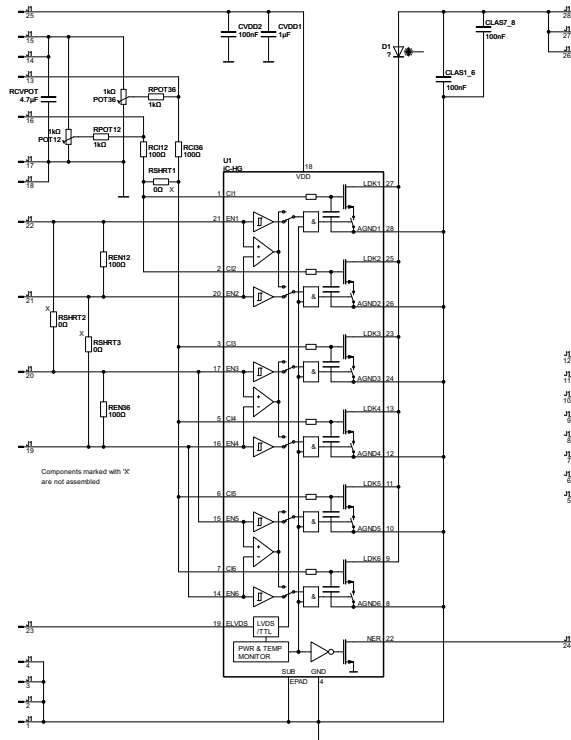 J1
25
J1
15
J1
14
J1
13
RCVPOT
4.7µF
J1
16
J1
17
J1
18
1kΩ
POT36
RPOT36
1kΩ
1kΩ
POT12
RPOT12
1kΩ
RCI12
100Ω
RCI36
100Ω
RSHRT1
0Ω
X
CVDD2
100nF
CVDD1
1µF
D1
?
CLAS7_8
100nF
CLAS1_6
100nF
J1
28
J1
27
J1
26
U1
iC-HG
18
VDD
1 CI1
LDK1 27
J1
22
21 EN1
&
AGND1 28
REN12
100Ω
+
−
LDK2 25
2 CI2
J1
21
20 EN2
&
AGND2 26
X
RSHRT2
0Ω
X
RSHRT3
0Ω
3 CI3
LDK3 23
J1
20
17 EN3
&
AGND3 24
REN36
100Ω
+
−
LDK4 13
5 CI4
J1
19
16 EN4
&
AGND4 12
Components marked with 'X'
are not assembled
6 CI5
LDK5 11
15 EN5
&
AGND5 10
+
−
LDK6 9
7 CI6
14 EN6
&
AGND6 8
J1
23
19 ELVDS
LVDS
/TTL
PWR & TEMP
MONITOR
NER 22
J1
24
SUB
GND
EPAD
4
J1
4
J1
3
J1
2
J1
1
J1
12
J1
11
J1
10
J1
9
J1
8
J1
7
J1
6
J1
5